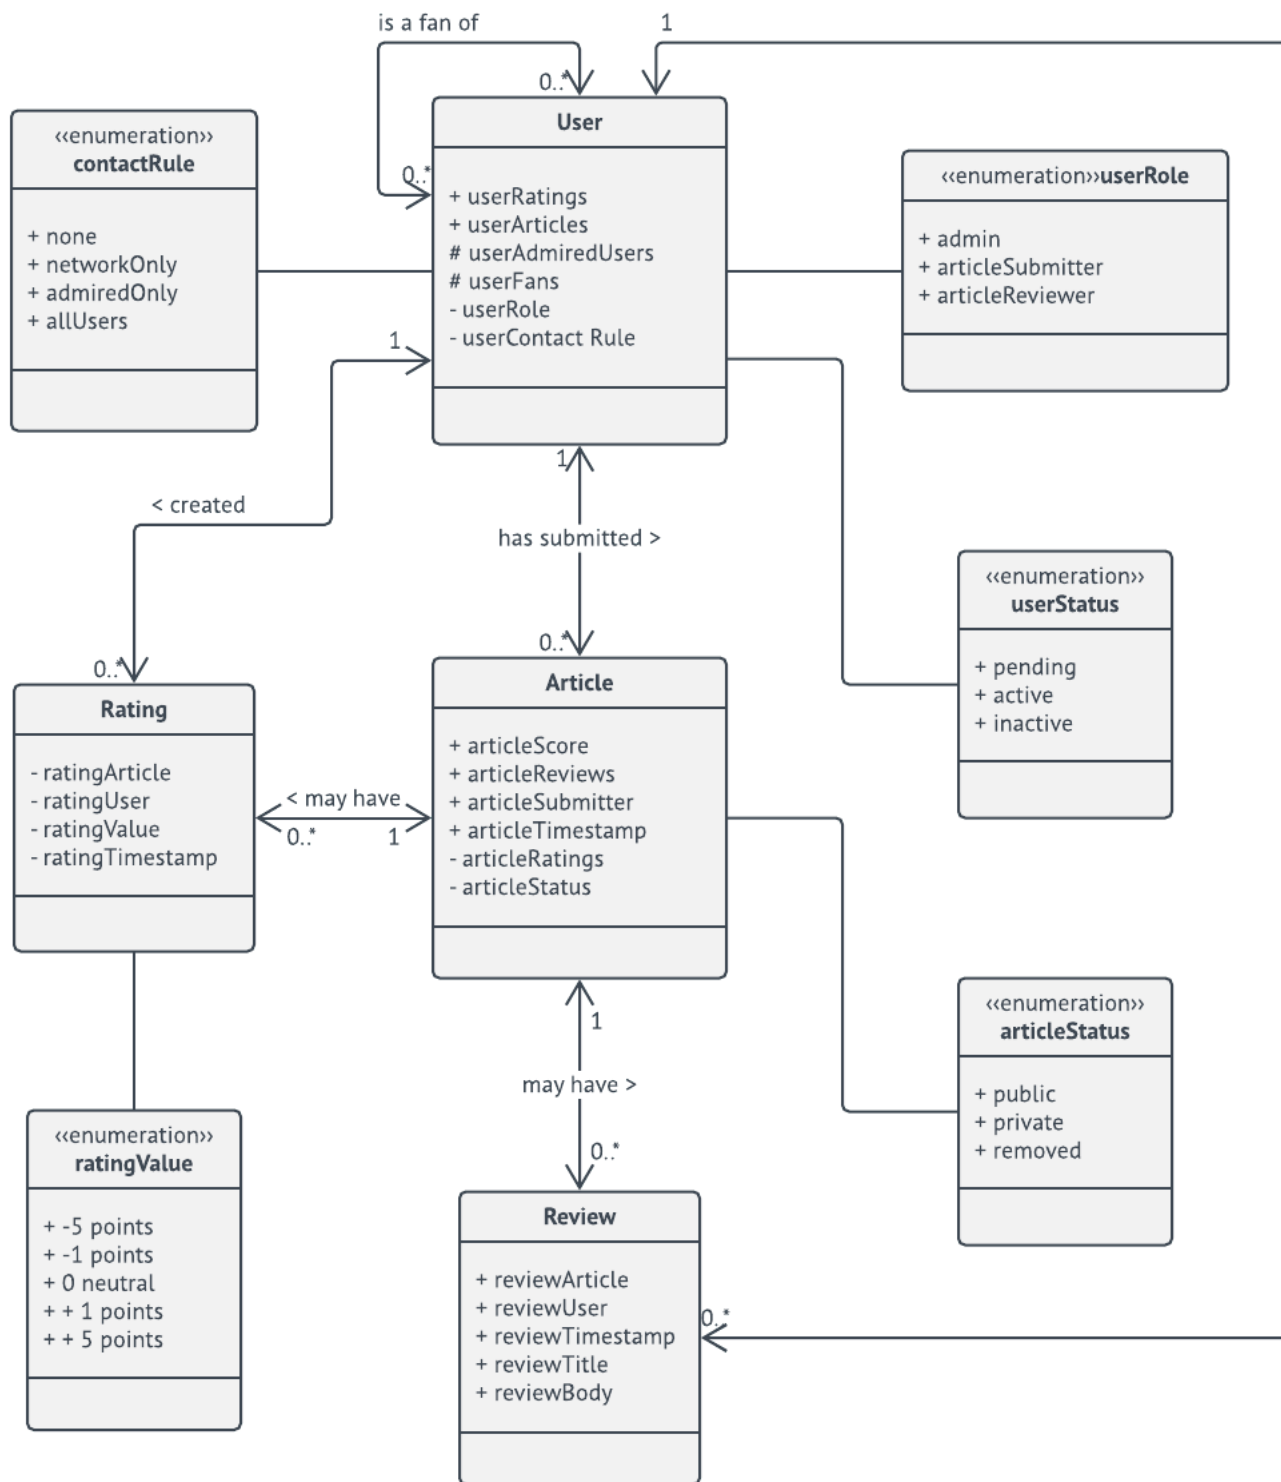 is a fan of
1
0..*
0..*
‹‹enumeration››
contactRule
+ none
+ networkOnly
+ admiredOnly
+ allUsers
User
+ userRatings
+ userArticles
# userAdmiredUsers
# userFans
- userRole
- userContact Rule
‹‹enumeration››userRole
+ admin
+ articleSubmitter
+ articleReviewer
1
< created
0..*
1
has submitted >
0..*
‹‹enumeration››
userStatus
+ pending
+ active
+ inactive
Rating
- ratingArticle
- ratingUser
- ratingValue
- ratingTimestamp
< may have
0..*
1
Article
+ articleScore
+ articleReviews
+ articleSubmitter
+ articleTimestamp
- articleRatings
- articleStatus
‹‹enumeration››
articleStatus
+ public
+ private
+ removed
1
may have >
0..*
‹‹enumeration››
ratingValue
+ -5 points
+ -1 points
+ 0 neutral
+ + 1 points
+ + 5 points
Review
+ reviewArticle
+ reviewUser
+ reviewTimestamp
+ reviewTitle
+ reviewBody
0..*